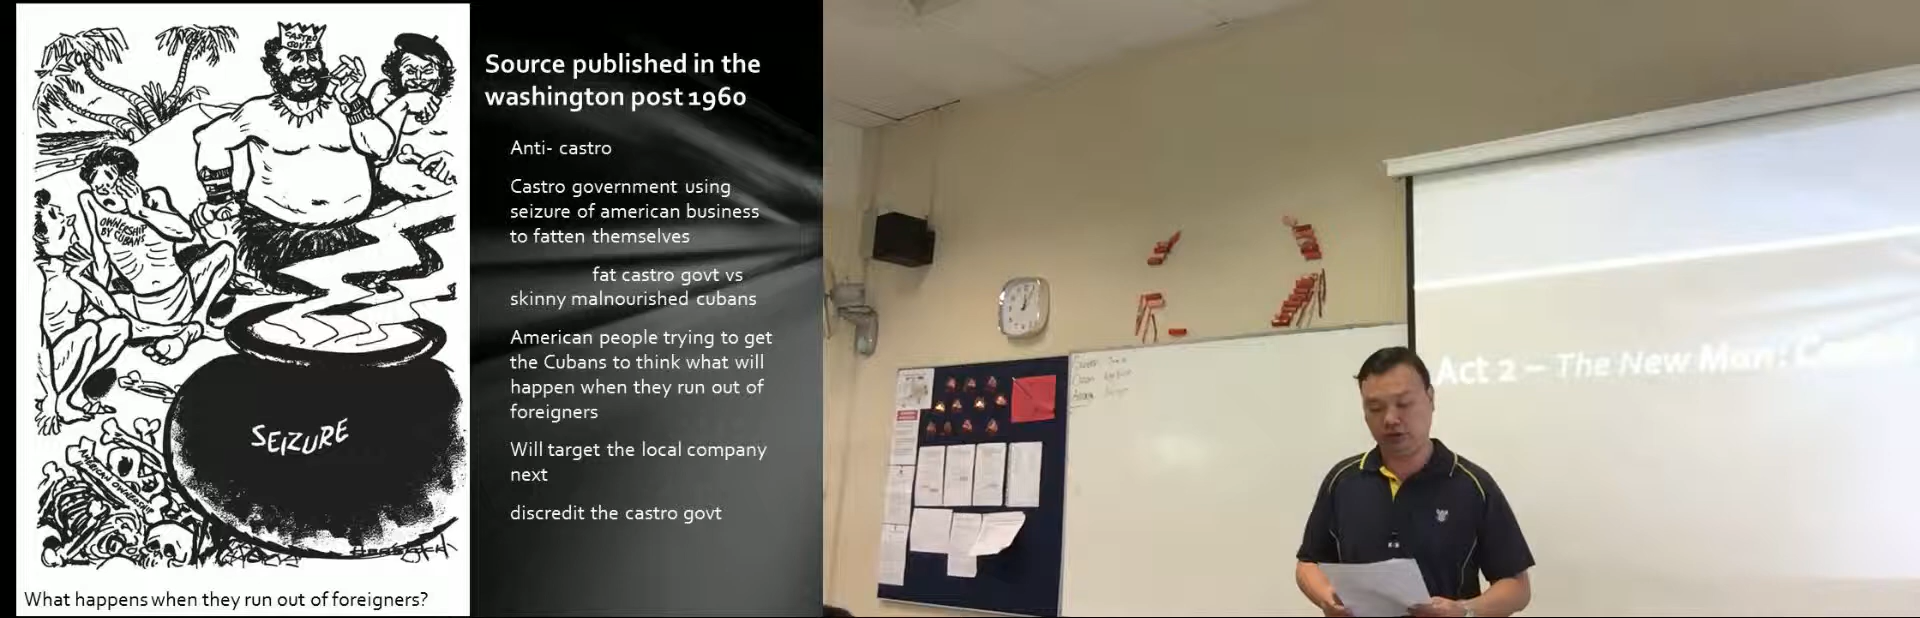 CASTRO
GOVT.
OWNERSHIP
BY CUBANS
SEIZURE
AMERICAN OWNERSHIP
What happens when they run out of foreigners?
Source published in the
washington post 1960
Anti- castro
Castro government using
seizure of american business
to fatten themselves
fat castro govt vs
skinny malnourished cubans
American people trying to get
the Cubans to think what will
happen when they run out of
foreigners
Will target the local company
next
discredit the castro govt
Act 2 – The New Man: